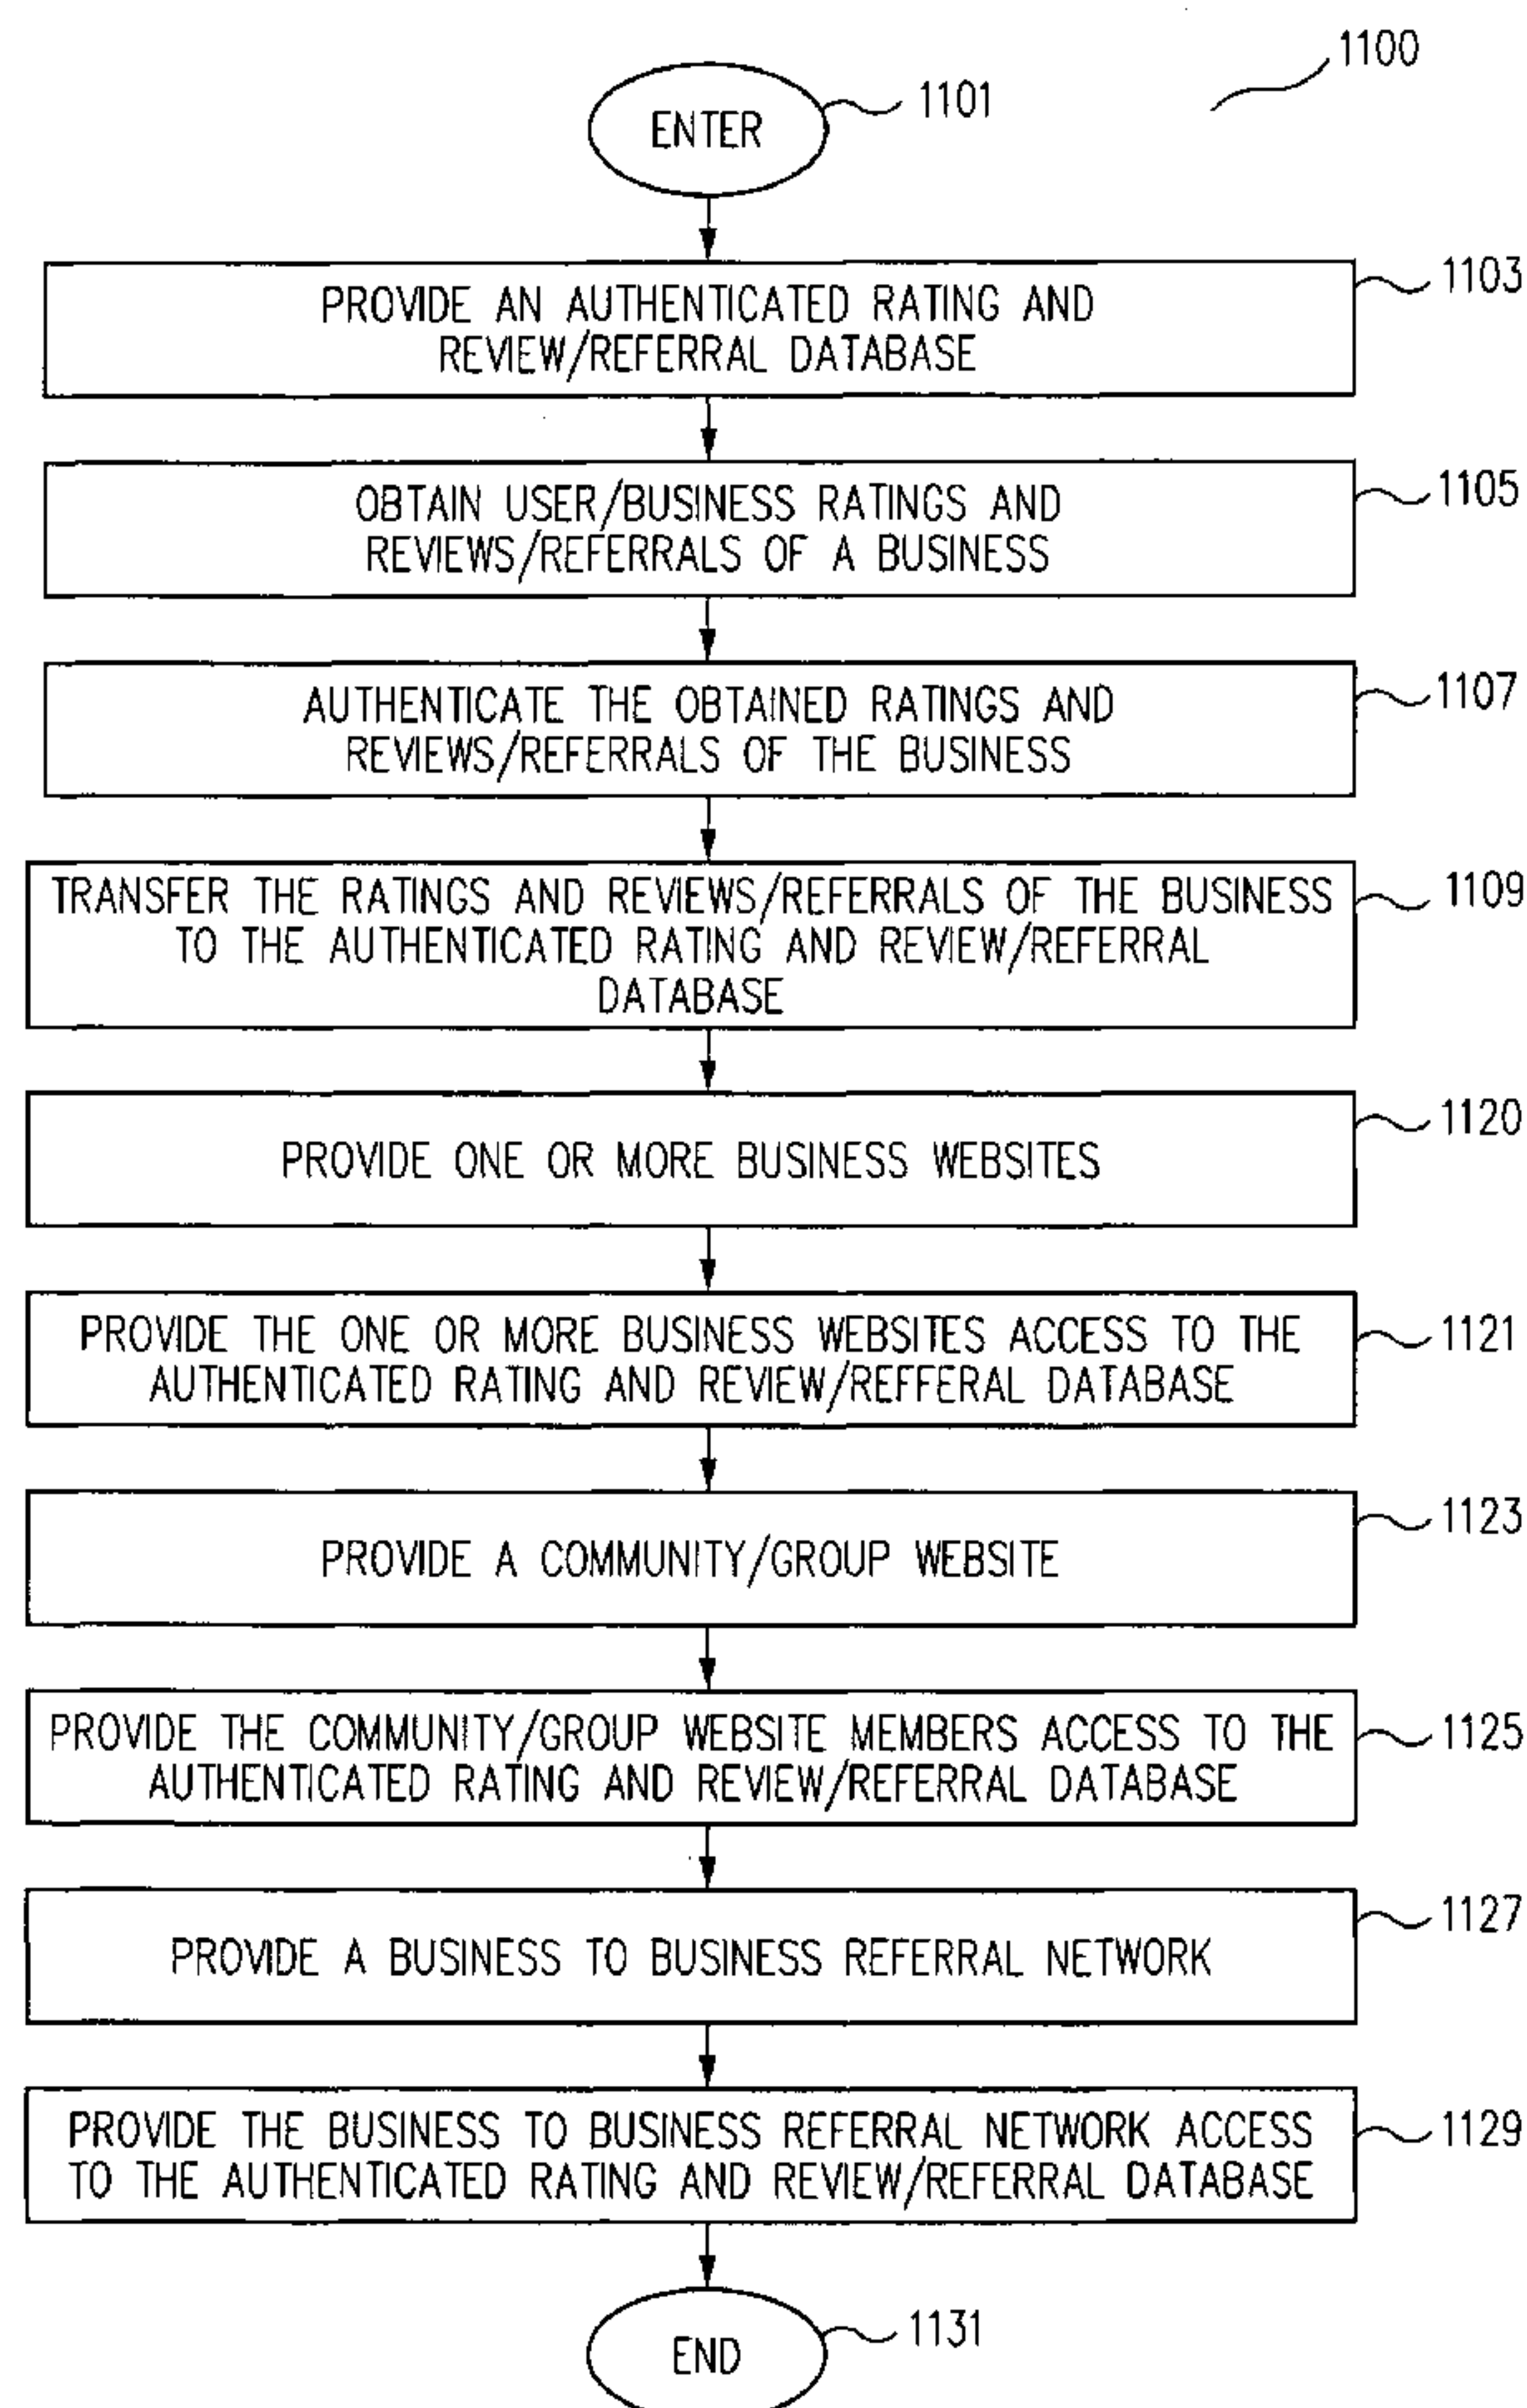 1100
ENTER
1101
PROVIDE AN AUTHENTICATED RATING AND
REVIEW/REFERRAL DATABASE
1103
OBTAIN USER/BUSINESS RATINGS AND
REVIEWS/REFERRALS OF A BUSINESS
1105
AUTHENTICATE THE OBTAINED RATINGS AND
REVIEWS/REFERRALS OF THE BUSINESS
1107
TRANSFER THE RATINGS AND REVIEWS/REFERRALS OF THE BUSINESS
TO THE AUTHENTICATED RATING AND REVIEW/REFERRAL
DATABASE
1109
PROVIDE ONE OR MORE BUSINESS WEBSITES
1120
PROVIDE THE ONE OR MORE BUSINESS WEBSITES ACCESS TO THE
AUTHENTICATED RATING AND REVIEW/REFFERAL DATABASE
1121
PROVIDE A COMMUNITY/GROUP WEBSITE
1123
PROVIDE THE COMMUNITY/GROUP WEBSITE MEMBERS ACCESS TO THE
AUTHENTICATED RATING AND REVIEW/REFERRAL DATABASE
1125
PROVIDE A BUSINESS TO BUSINESS REFERRAL NETWORK
1127
PROVIDE THE BUSINESS TO BUSINESS REFERRAL NETWORK ACCESS
TO THE AUTHENTICATED RATING AND REVIEW/REFERRAL DATABASE
1129
END
1131